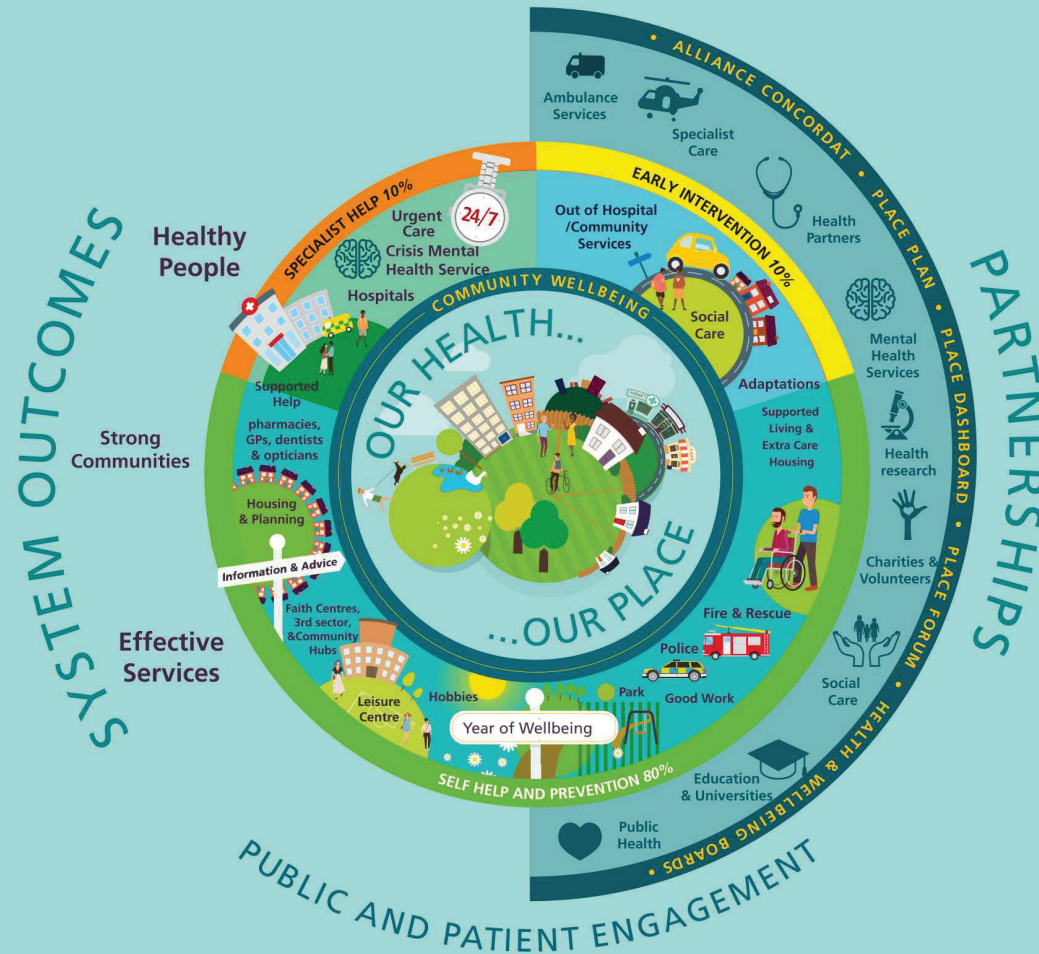 SYSTEM OUTCOMES
Healthy
People
Strong
Communities
Effective
Services
PUBLIC AND PATIENT ENGAGEMENT
PARTNERSHIPS
• ALLIANCE CONCORDAT • PLACE PLAN • PLACE DASHBOARD • PLACE FORUM • HEALTH & WELLBEING BOARDS •
Ambulance
Services
Specialist
Care
Health
Partners
Mental
Health
Services
Health
research
Charities &
Volunteers
Social
Care
Education
& Universities
Public
Health
SPECIALIST HELP 10%
Urgent
Care
24/7
Crisis Mental
Health Service
Hospitals
EARLY INTERVENTION 10%
Out of Hospital
/Community
Services
Social
Care
Adaptations
SELF HELP AND PREVENTION 80%
Supported
Help
pharmacies,
GPs, dentists
& opticians
Housing
& Planning
Information & Advice
Faith Centres,
3rd sector,
&Community
Hubs
Leisure
Centre
Hobbies
Year of Wellbeing
Park
Good Work
Police
Fire & Rescue
Supported
Living &
Extra Care
Housing
COMMUNITY WELLBEING
OUR HEALTH...
...OUR PLACE